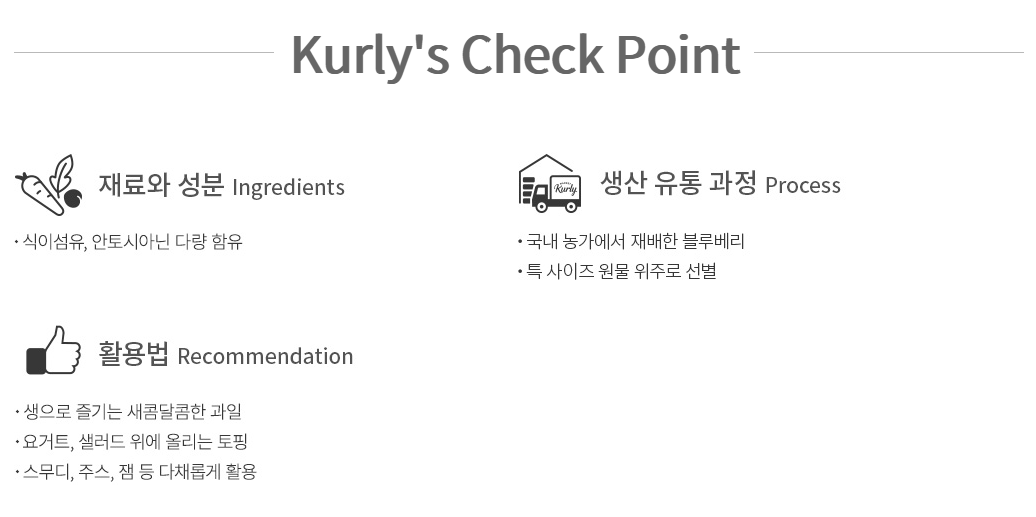 Kurly's Check Point
재료와 성분 Ingredients
· 식이섬유, 안토시아닌 다량 함유
Kurly
생산 유통 과정 Process
· 국내 농가에서 재배한 블루베리
· 특 사이즈 원물 위주로 선별
활용법 Recommendation
· 생으로 즐기는 새콤달콤한 과일
· 요거트, 샐러드 위에 올리는 토핑
· 스무디, 주스, 잼 등 다채롭게 활용